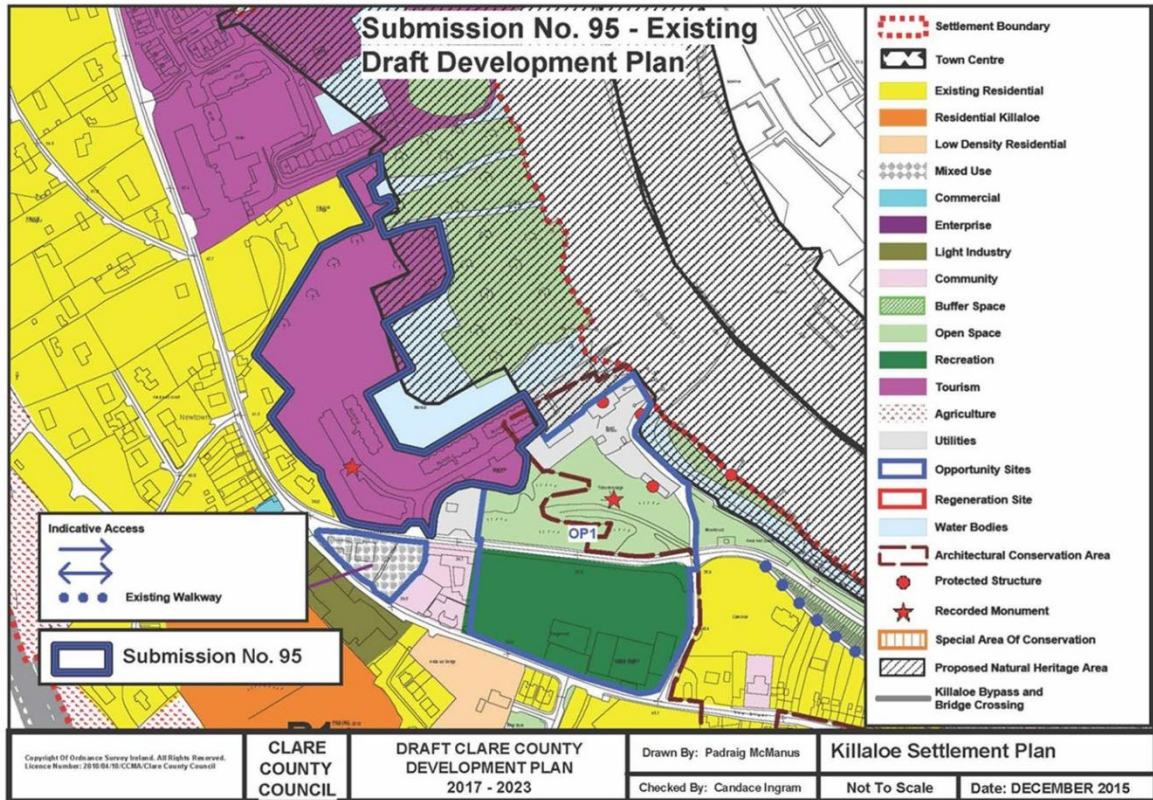 Submission No. 95 - Existing
Draft Development Plan
Newtown
OP1
Indicative Access
Existing Walkway
Submission No. 95
Settlement Boundary
Town Centre
Existing Residential
Residential Killaloe
Low Density Residential
Mixed Use
Commercial
Enterprise
Light Industry
Community
Buffer Space
Open Space
Recreation
Tourism
Agriculture
Utilities
Opportunity Sites
Regeneration Site
Water Bodies
Architectural Conservation Area
Protected Structure
Recorded Monument
Special Area Of Conservation
Proposed Natural Heritage Area
Killaloe Bypass and
Bridge Crossing
Copyright Of Ordnance Survey Ireland. All Rights Reserved.
Licence Number: 2010/04/10/CCMA/Clare County Council
CLARE
COUNTY
COUNCIL
DRAFT CLARE COUNTY
DEVELOPMENT PLAN
2017 - 2023
Drawn By: Padraig McManus
Checked By: Candace Ingram
Killaloe Settlement Plan
Not To Scale
Date: DECEMBER 2015